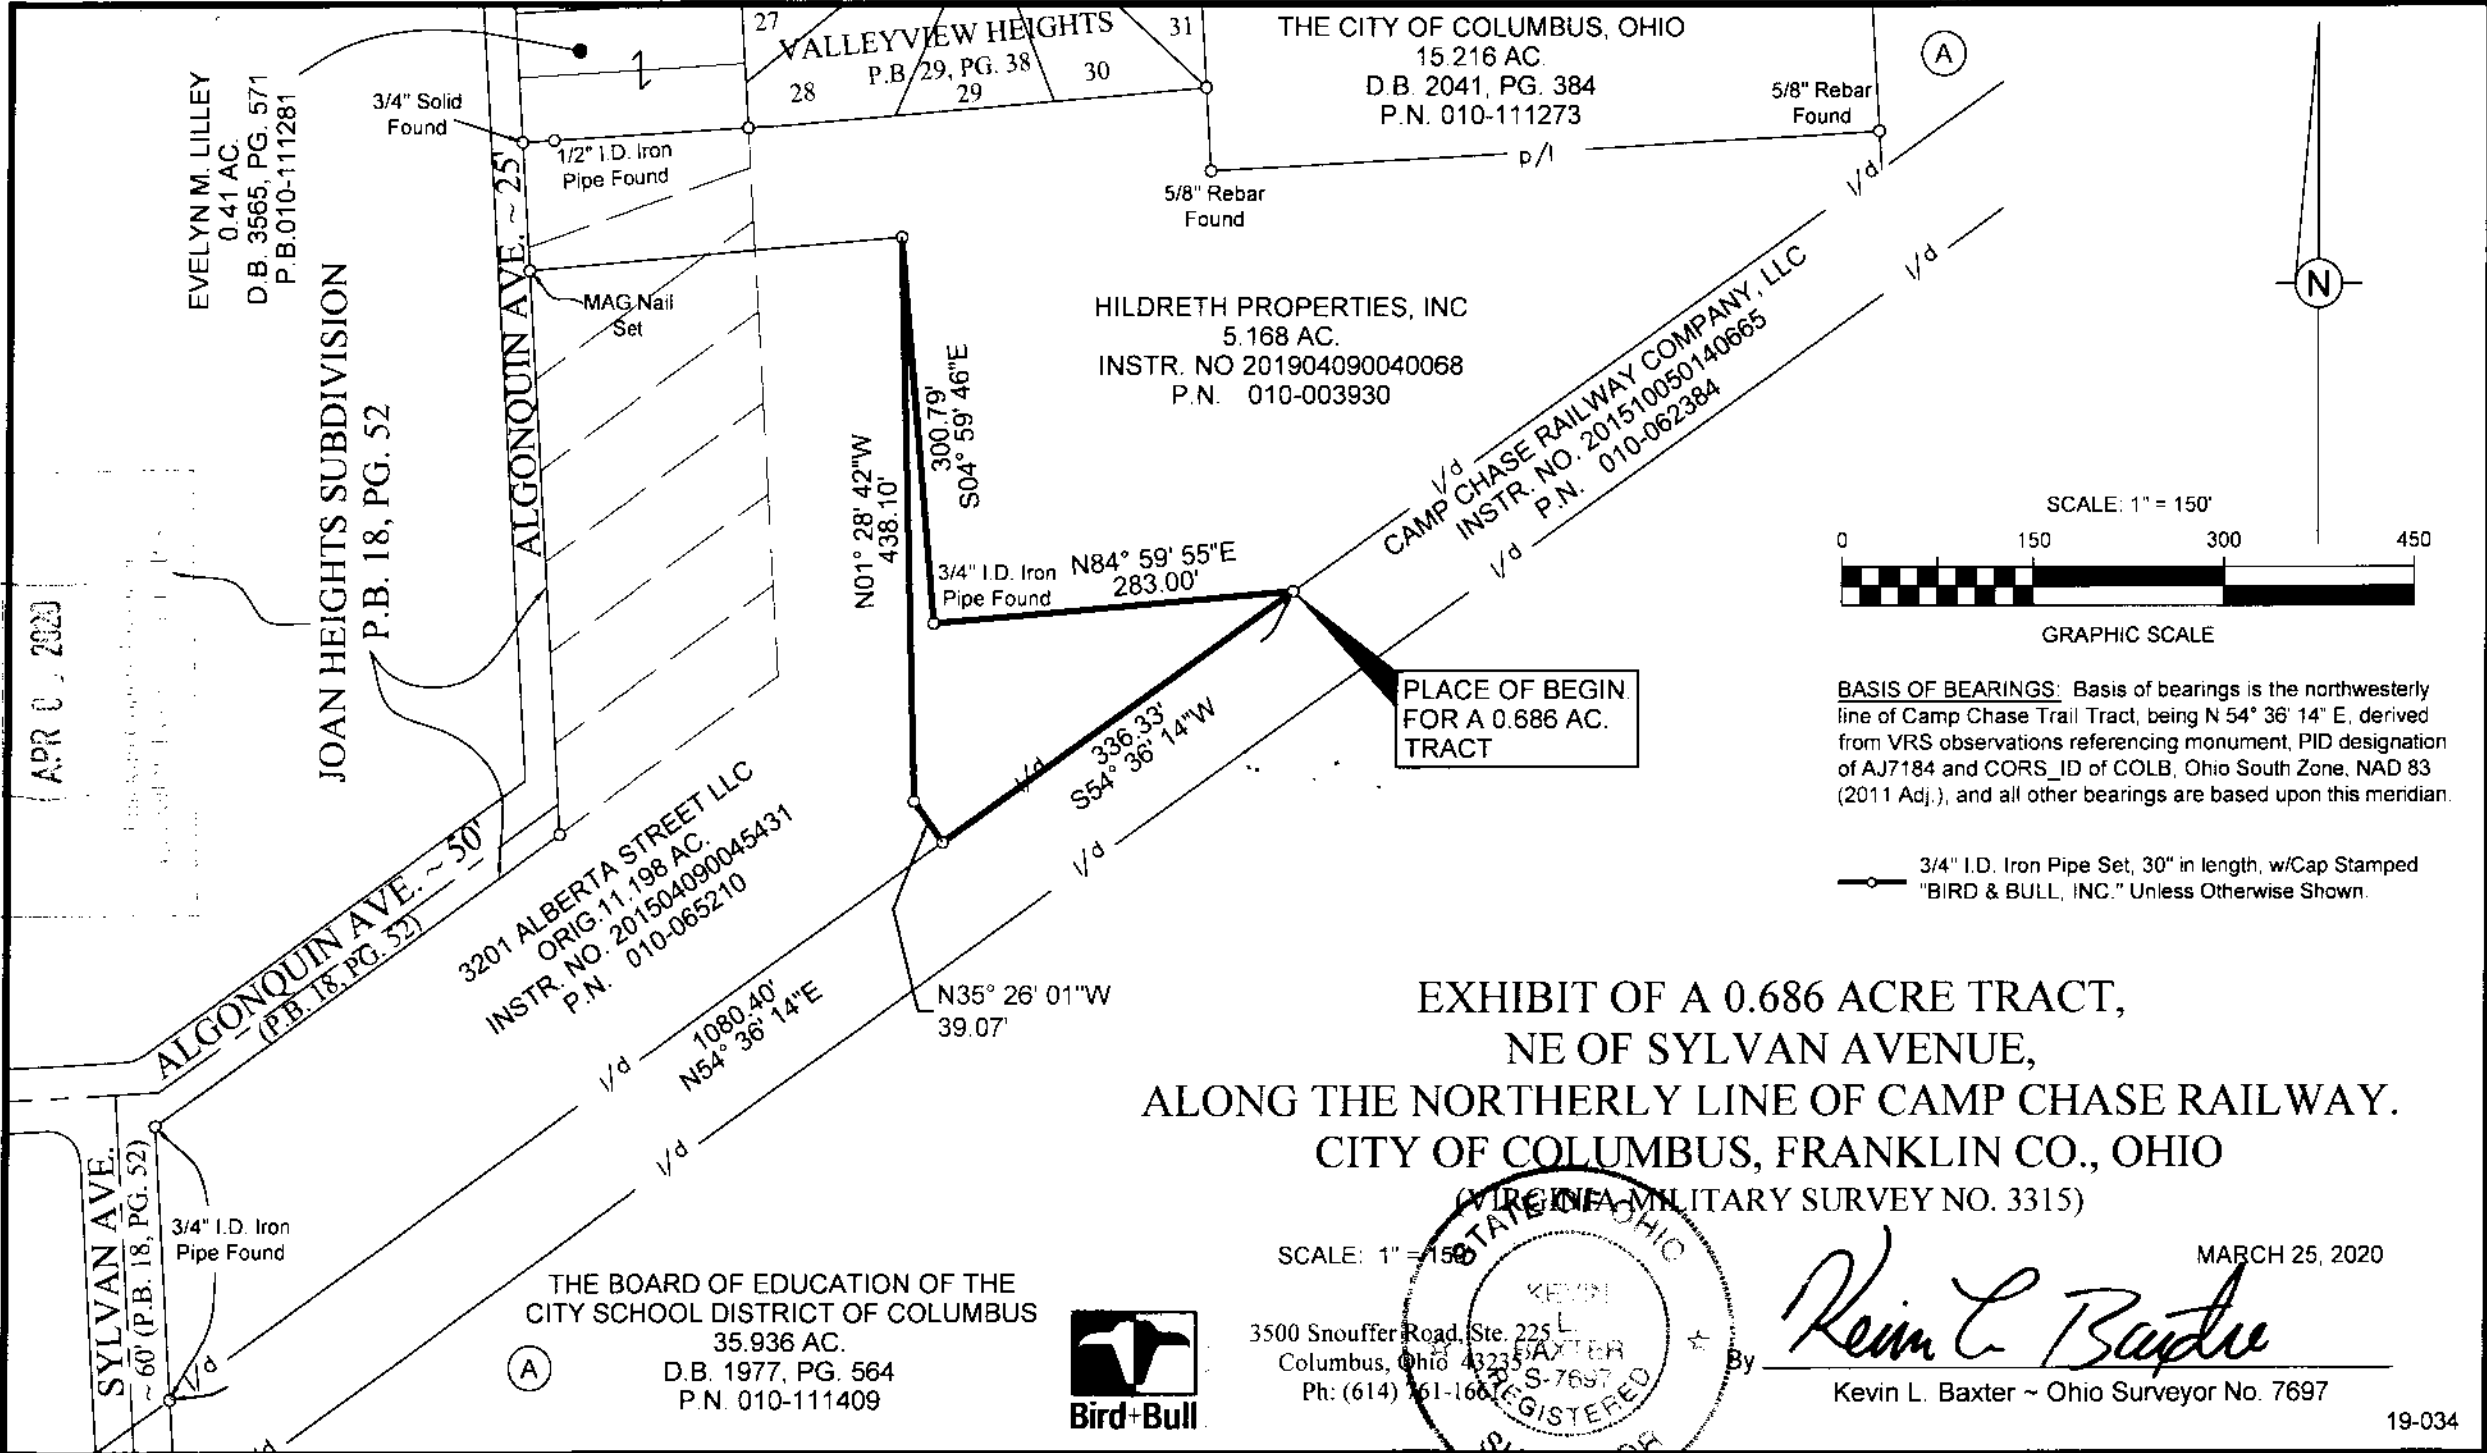 27
VALLEYVIEW HEIGHTS
P.B. 29, PG. 38
28
29
30
31
THE CITY OF COLUMBUS, OHIO
15.216 AC.
D.B. 2041, PG. 384
P.N. 010-111273
A
5/8" Rebar
Found
EVELYN M. LILLEY
0.41 AC.
D.B. 3565, PG. 571
P.B.010-111281
3/4" Solid
Found
1/2" I.D. Iron
Pipe Found
p/l
5/8" Rebar
Found
p/l
p/l
MAG Nail
Set
ALGONQUIN AVE. ~ 25'
ALGONQUIN AVE.
JOAN HEIGHTS SUBDIVISION
P.B. 18, PG. 52
HILDRETH PROPERTIES, INC
5.168 AC.
INSTR. NO 201904090040068
P.N. 010-003930
N
300.79'
S04° 59' 46"E
N01° 28' 42"W
438.10'
3/4" I.D. Iron
Pipe Found
N84° 59' 55"E
283.00'
p/l
CAMP CHASE RAILWAY COMPANY, LLC
INSTR. NO. 201510050140665
P.N. 010-062384
p/l
SCALE: 1" = 150'
0 150 300 450
GRAPHIC SCALE
PLACE OF BEGIN.
FOR A 0.686 AC.
TRACT
BASIS OF BEARINGS: Basis of bearings is the northwesterly
line of Camp Chase Trail Tract, being N 54° 36' 14" E, derived
from VRS observations referencing monument, PID designation
of AJ7184 and CORS_ID of COLB, Ohio South Zone, NAD 83
(2011 Adj.), and all other bearings are based upon this meridian.
3/4" I.D. Iron Pipe Set, 30" in length, w/Cap Stamped
"BIRD & BULL, INC." Unless Otherwise Shown.
p/l
336.33'
S54° 36' 14"W
p/l
APR 2020
ALGONQUIN AVE. ~ 50'
(P.B. 18, PG. 52)
3201 ALBERTA STREET LLC
ORIG.11.198 AC.
INSTR. NO. 201504090045431
P.N. 010-065210
N35° 26' 01"W
39.07'
p/l
1080.40'
N54° 36' 14"E
p/l
SYLVAN AVE.
~ 60' (P.B. 18, PG. 52)
3/4" I.D. Iron
Pipe Found
p/l
THE BOARD OF EDUCATION OF THE
CITY SCHOOL DISTRICT OF COLUMBUS
35.936 AC.
D.B. 1977, PG. 564
P.N. 010-111409
A
EXHIBIT OF A 0.686 ACRE TRACT,
NE OF SYLVAN AVENUE,
ALONG THE NORTHERLY LINE OF CAMP CHASE RAILWAY.
CITY OF COLUMBUS, FRANKLIN CO., OHIO
(VIRGINIA MILITARY SURVEY NO. 3315)
SCALE: 1" = 150'
MARCH 25, 2020
Bird+Bull
3500 Snouffer Road, Ste. 225
Columbus, Ohio 43235
Ph: (614)
STATE OF OHIO
KEVIN
L.
BAXTER
S-7697
REGISTERED
By
Kevin L. Baxter
Kevin L. Baxter ~ Ohio Surveyor No. 7697
19-034